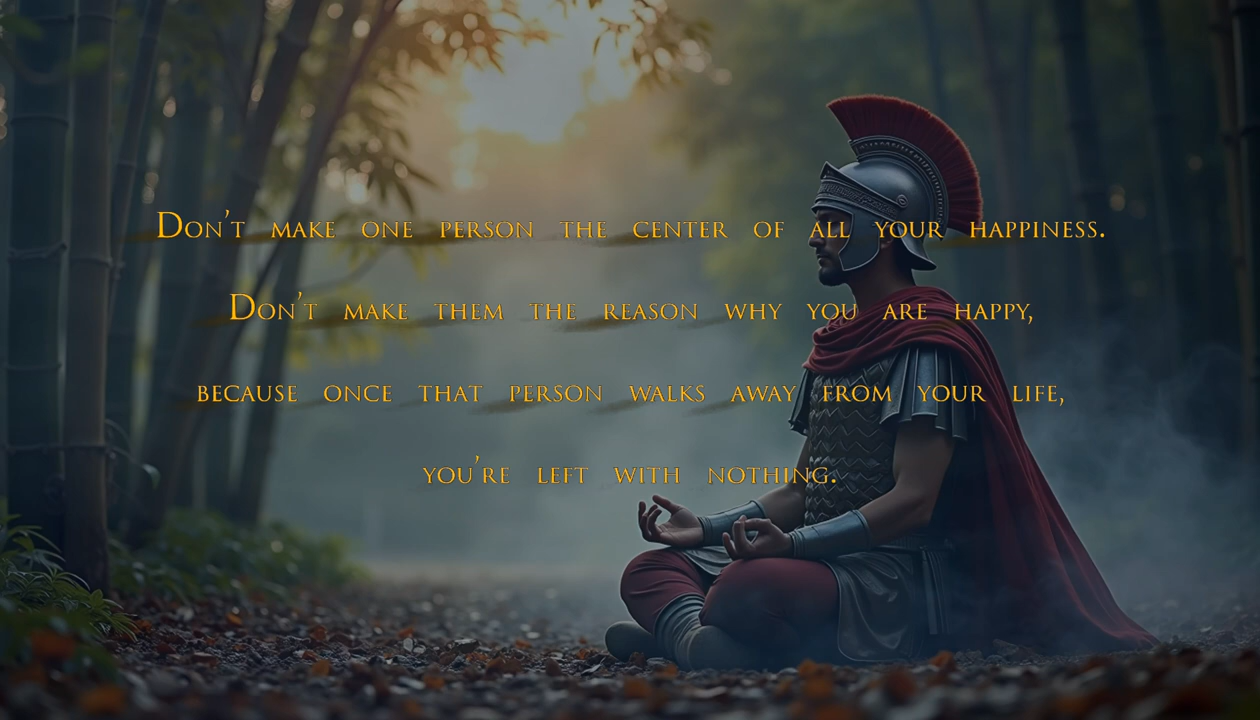 Don't make one person the center of all your happiness.
Don't make them the reason why you are happy,
because once that person walks away from your life,
you're left with nothing.